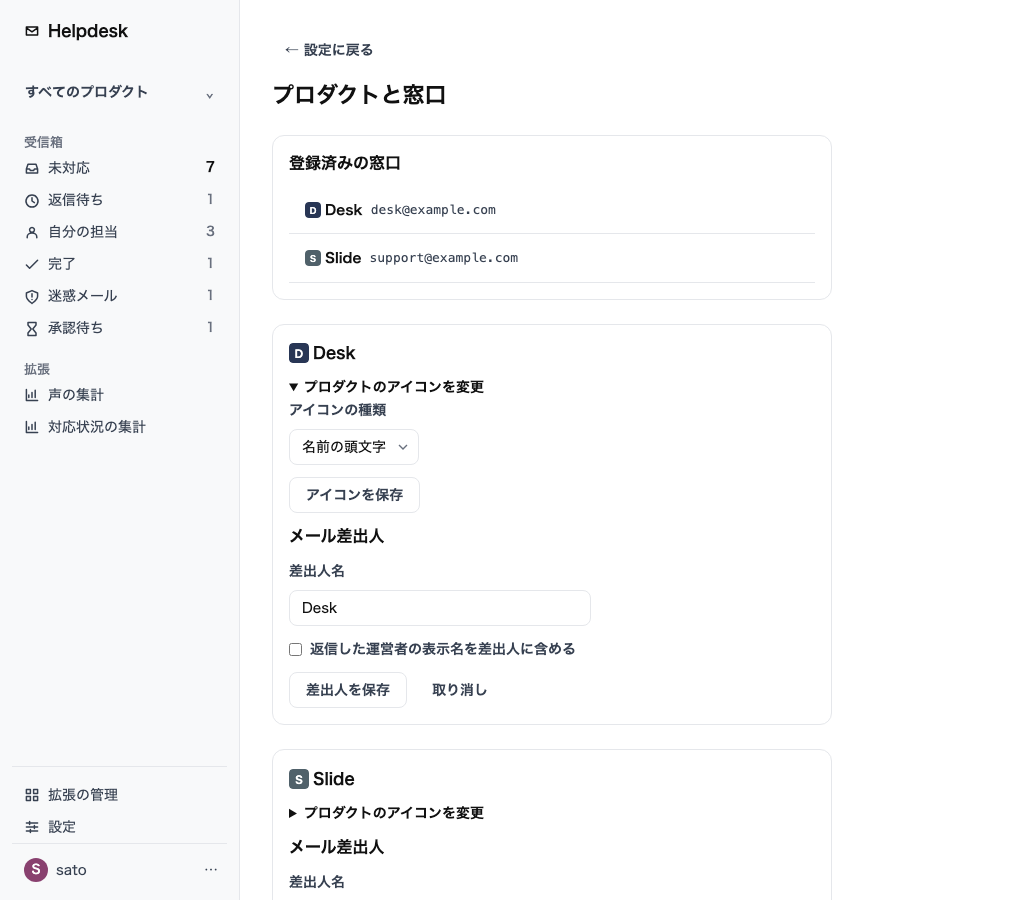 Helpdesk
すべてのプロダクト
受信箱
未対応 7
返信待ち 1
自分の担当 3
完了 1
迷惑メール 1
承認待ち 1
拡張
声の集計
対応状況の集計
拡張の管理
設定
S sato ...
← 設定に戻る
プロダクトと窓口
登録済みの窓口
D Desk desk@example.com
S Slide support@example.com
D Desk
▼ プロダクトのアイコンを変更
アイコンの種類
名前の頭文字
アイコンを保存
メール差出人
差出人名
Desk
返信した運営者の表示名を差出人に含める
差出人を保存 取り消し
S Slide
▶ プロダクトのアイコンを変更
メール差出人
差出人名